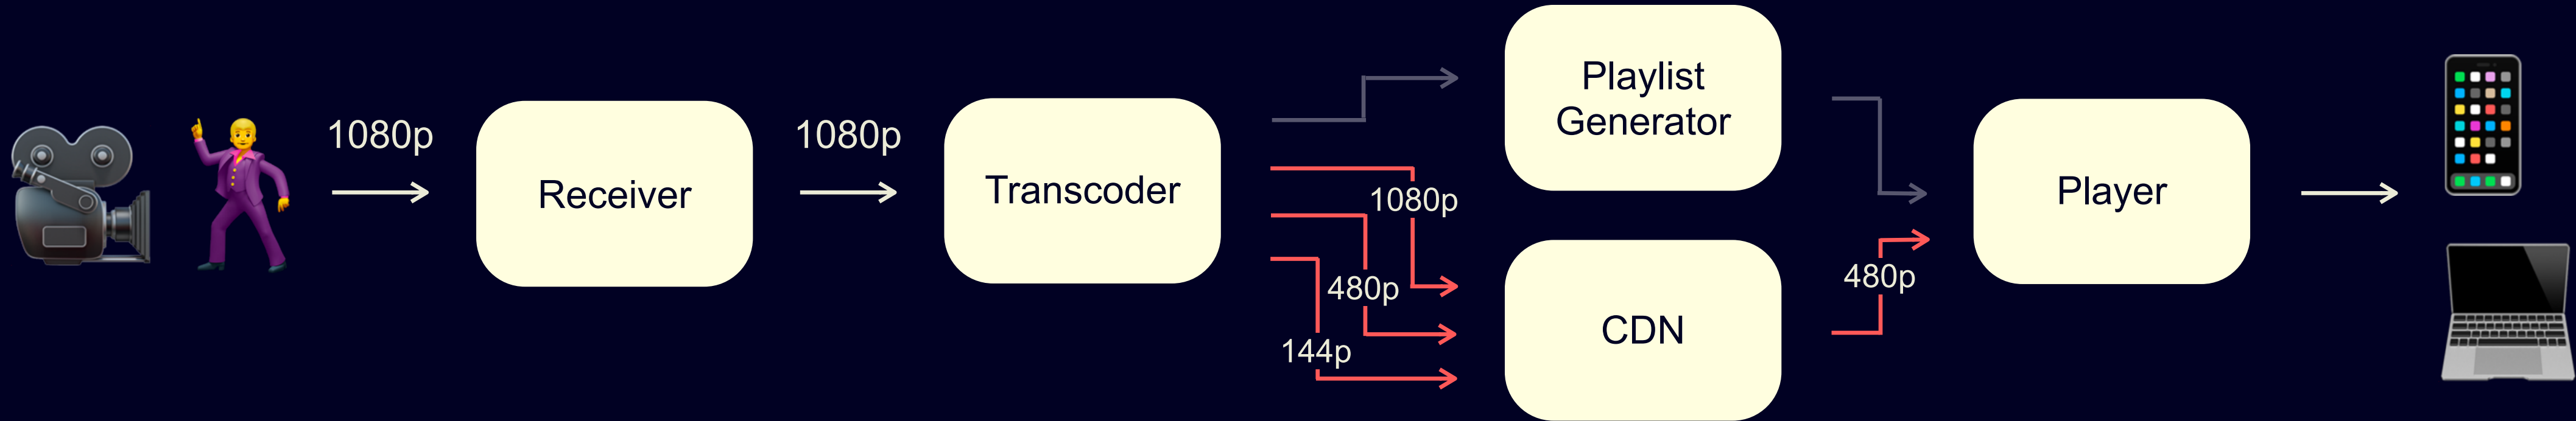 1080p
Receiver
1080p
Transcoder
1080p
480p
144p
Playlist
Generator
CDN
480p
Player